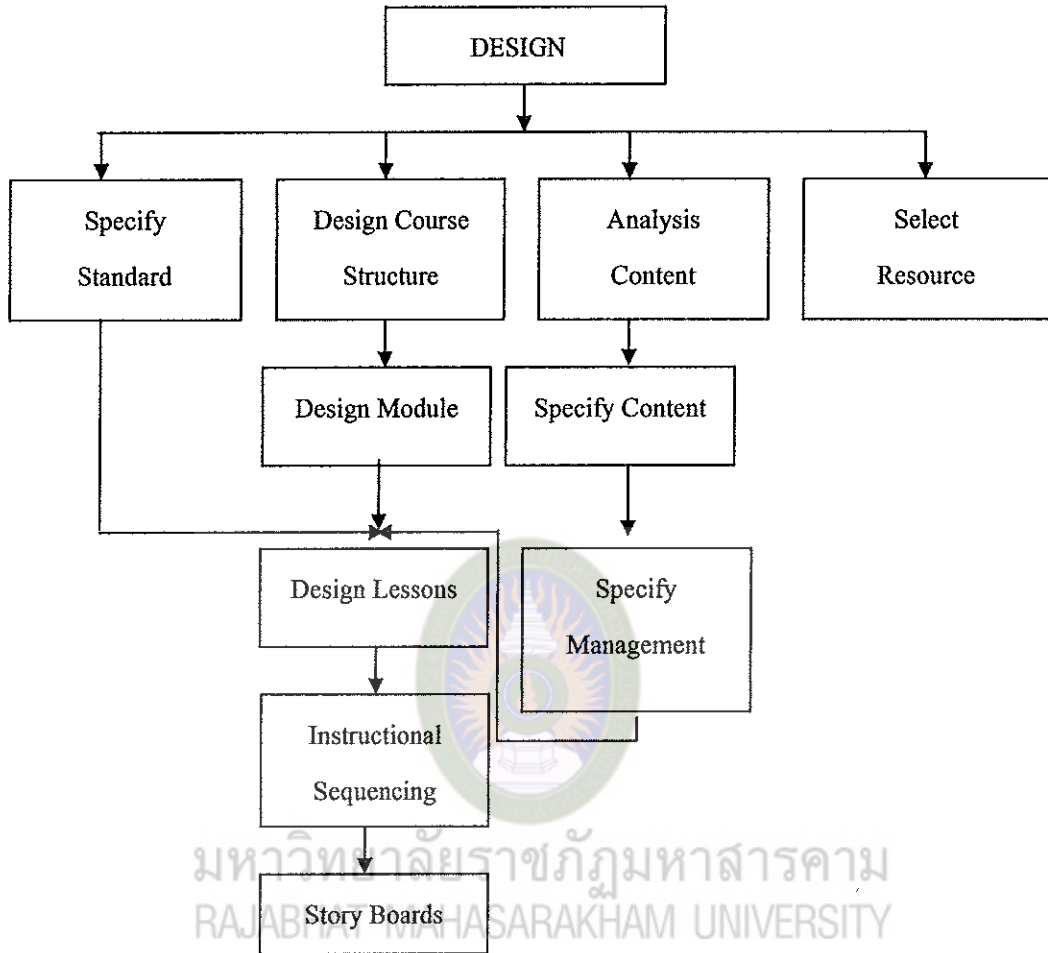 DESIGN
Specify
Standard
Design Course
Structure
Analysis
Content
Select
Resource
Design Module
Specify Content
Design Lessons
Specify
Management
Instructional
Sequencing
มหาวิทยาลัยราชภัฏมหาสารคาม
Story Boards
RAJABHAT MAHASARAKHAM UNIVERSITY